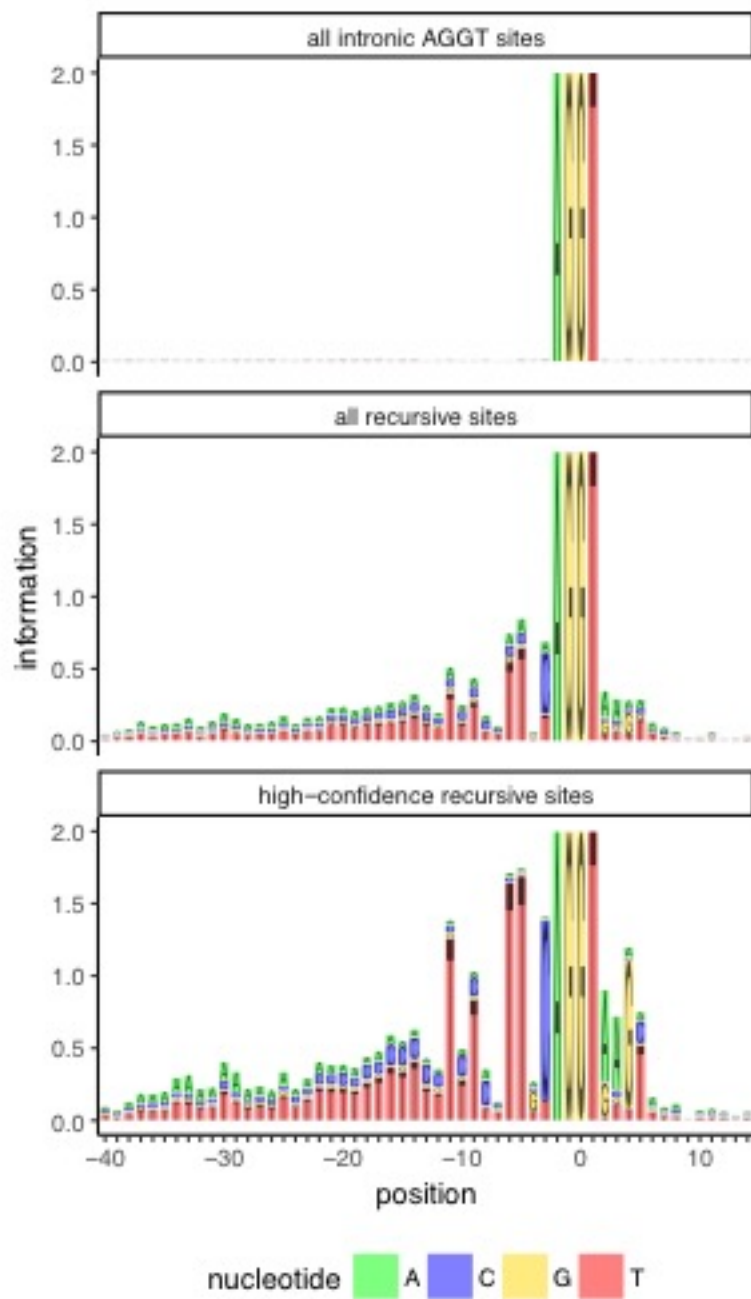 all intronic AGGT sites
2.0
1.5
1.0
0.5
0.0
all recursive sites
2.0
1.5
1.0
0.5
0.0
information
high-confidence recursive sites
2.0
1.5
1.0
0.5
0.0
-40 -30 -20 -10 0 10
position
nucleotide A C G T